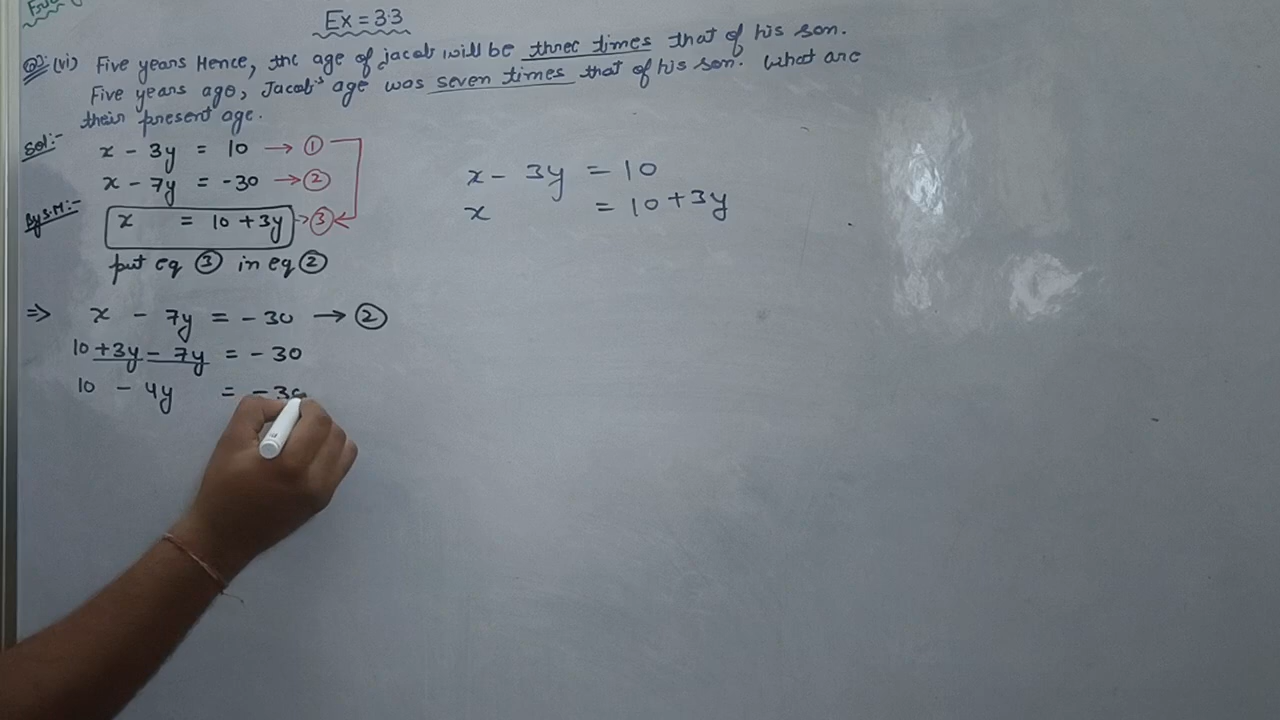 Ex = 3.3
Q3: (vi) Five years Hence, the age of jacob will be three times that of his son.
Five years ago, Jacob's age was seven times that of his son. What are
their present age.
Sol:-
x - 3y = 10 → ①
x - 7y = -30 → ②
By S.M:-
x = 10 + 3y → ③
put eq ③ in eq ②
⇒ x - 7y = -30 → ②
10 + 3y - 7y = -30
10 - 4y = -30
x - 3y = 10
x = 10 + 3y